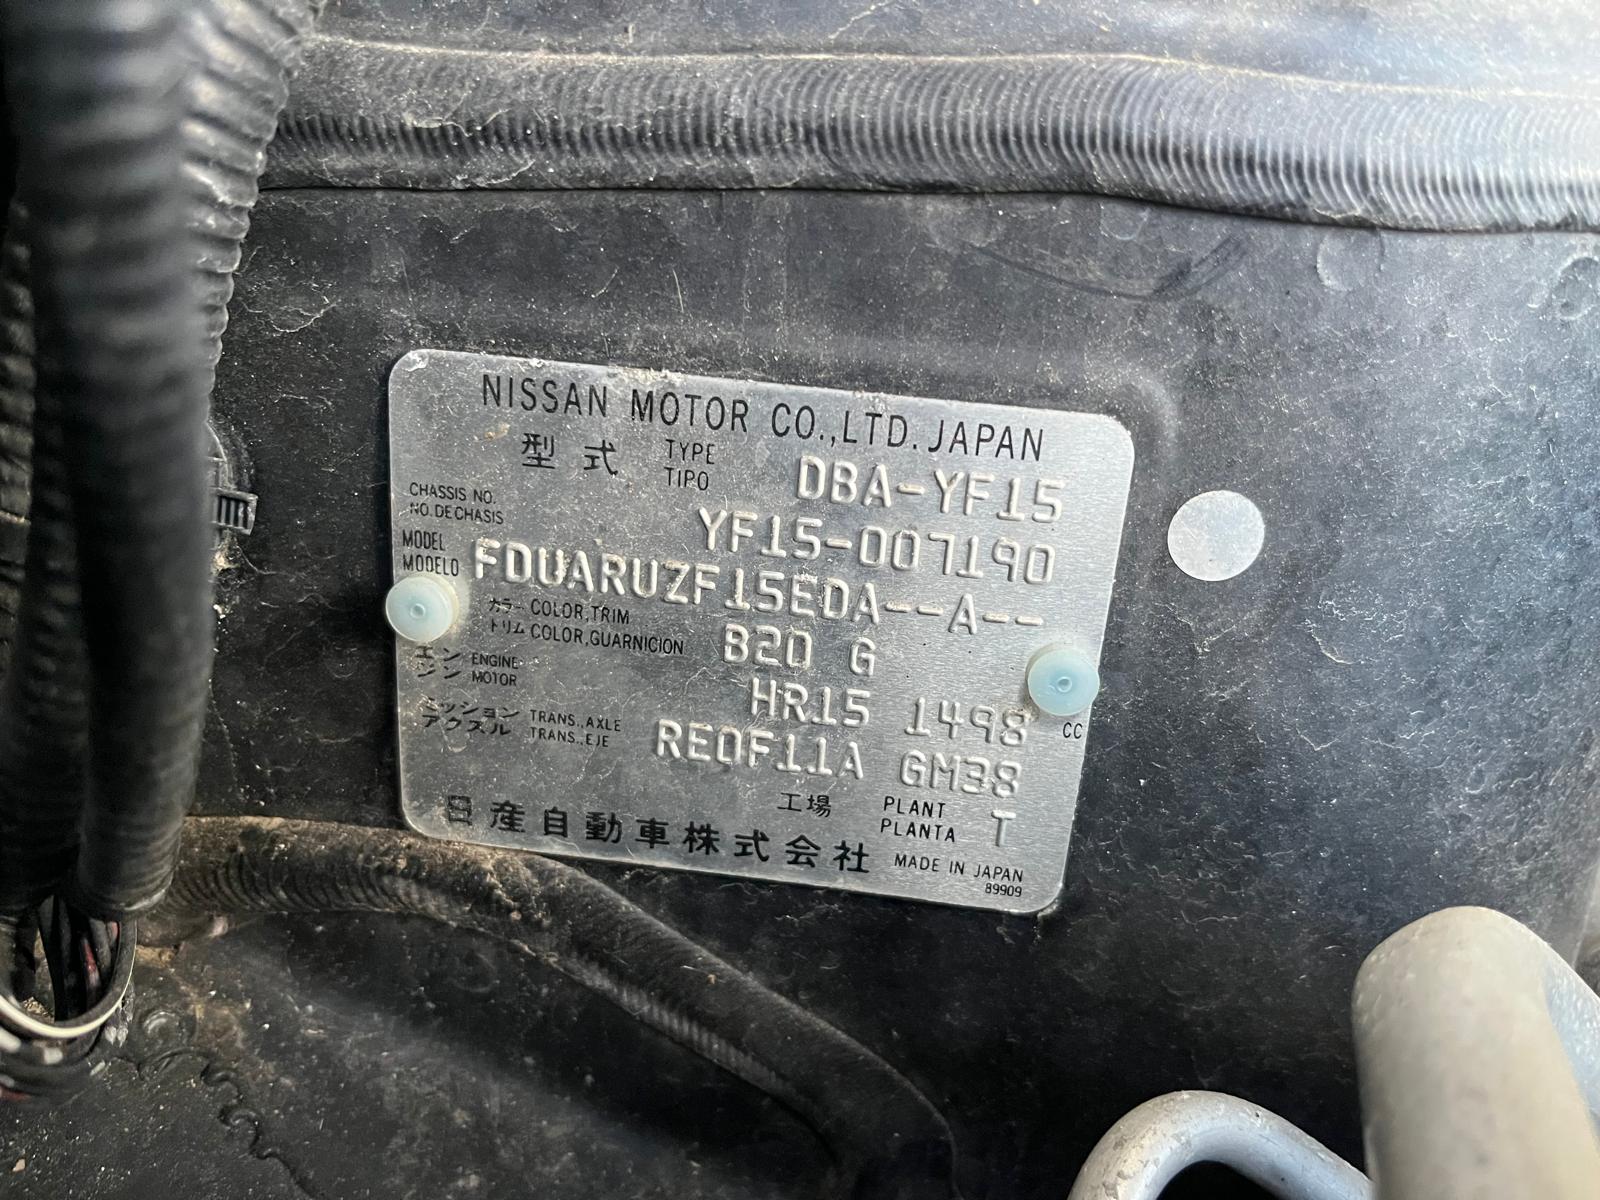 NISSAN MOTOR CO.,LTD. JAPAN
型式 TYPE TIPO DBA-YF15
CHASSIS NO. NO. DE CHASIS YF15-007190
MODEL MODELO FDUARUZF15EDA--A--
カラー COLOR,TRIM
トリム COLOR,GUARNICION B20 G
エンジン ENGINE MOTOR HR15 1498 CC
ミッション TRANS.,AXLE
アクスル TRANS.,EJE RE0F11A GM38
工場 PLANT PLANTA T
日産自動車株式会社 MADE IN JAPAN
89909